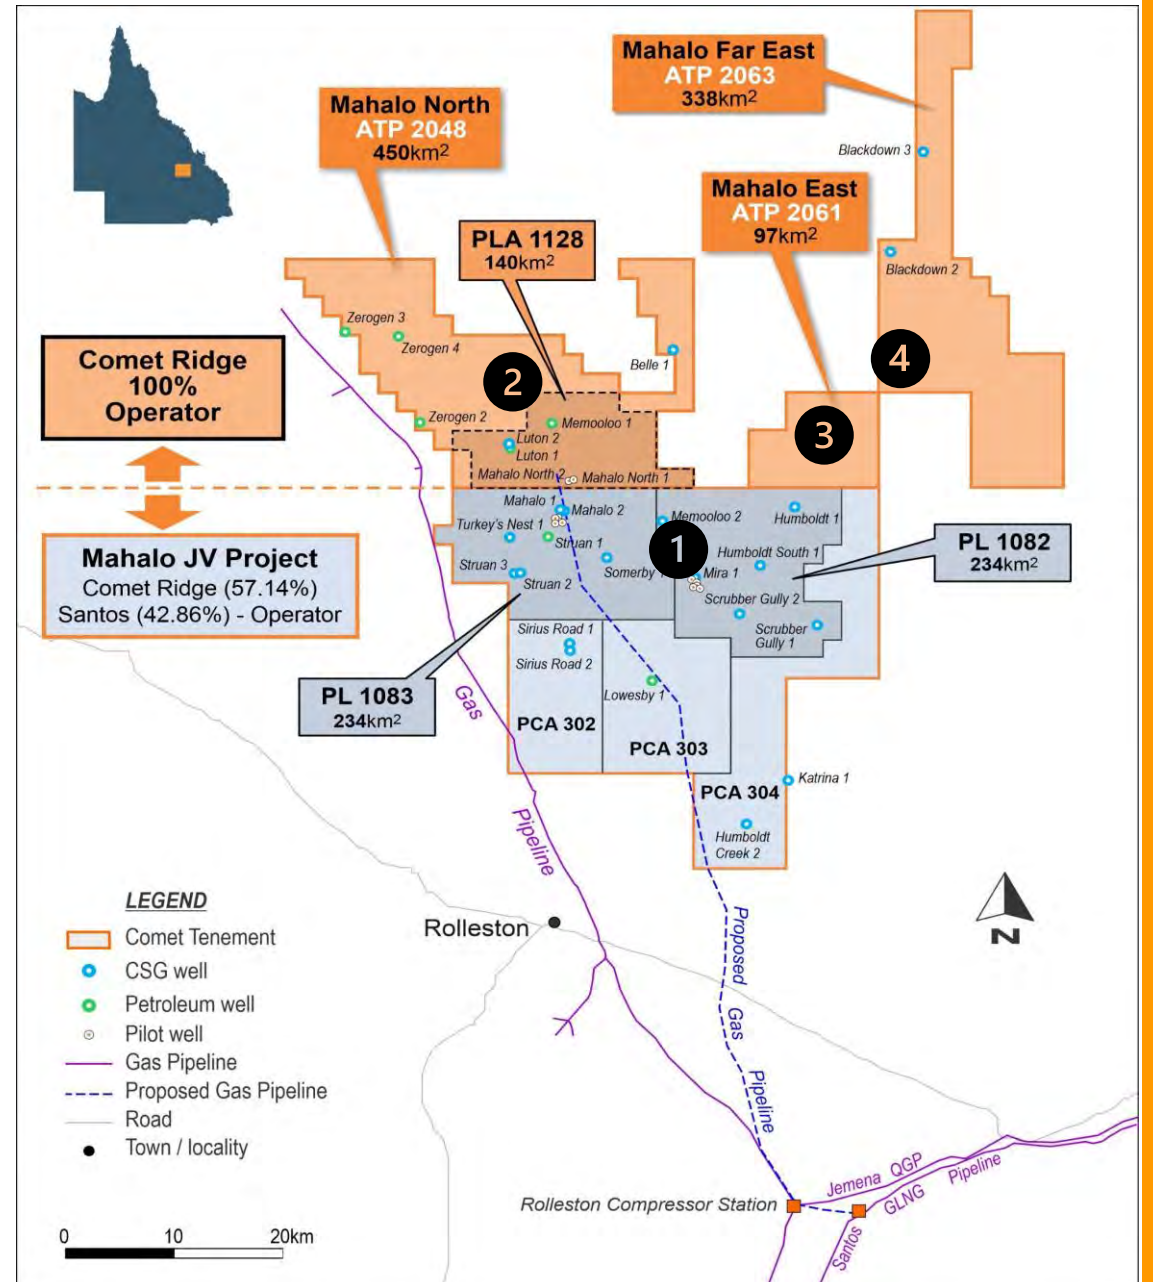 Mahalo Far East
ATP 2063
338km²
Mahalo North
ATP 2048
450km²
Blackdown 3
Mahalo East
ATP 2061
97km²
PLA 1128
140km²
Blackdown 2
Zerogen 3
Zerogen 4
Belle 1
4
Comet Ridge
100%
Operator
2
Zerogen 2
Memooloo 1
3
Luton 2
Luton 1
Mahalo North 2
Mahalo North 1
Mahalo 1
Mahalo 2
Memooloo 2
Humboldt 1
Turkey's Nest 1
Struan 1
1
Humboldt South 1
PL 1082
234km²
Mahalo JV Project
Comet Ridge (57.14%)
Santos (42.86%) - Operator
Struan 3
Struan 2
Somerby 1
Mira 1
Scrubber Gully 2
Scrubber
Gully 1
Sirius Road 1
Sirius Road 2
PL 1083
234km²
Gas
Lowesby 1
PCA 302
PCA 303
PCA 304
Katrina 1
Pipeline
Humboldt
Creek 2
LEGEND
Comet Tenement
CSG well
Petroleum well
Pilot well
Gas Pipeline
Proposed Gas Pipeline
Road
Town / locality
Rolleston
Proposed
Gas
Pipeline
N
Jemena QGP
Santos GLNG Pipeline
Rolleston Compressor Station
0 10 20km